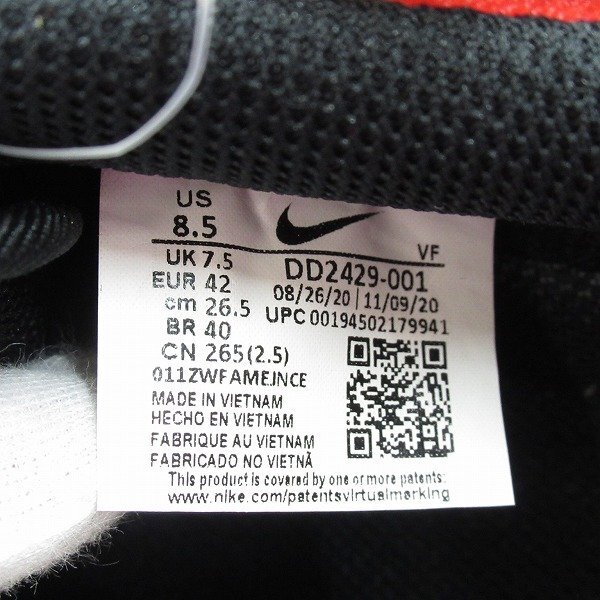 US
8.5
VF
UK 7.5
DD2429-001
EUR 42
08/26/20 | 11/09/20
cm 26.5
UPC 00194502179941
BR 40
CN 265(2.5)
011ZWFAMEJNCE
MADE IN VIETNAM
HECHO EN VIETNAM
FABRIQUE AU VIETNAM
FABRICADO NO VIETNÃ
This product is covered by one or more patents:
www.nike.com/patentsvirtualmarking